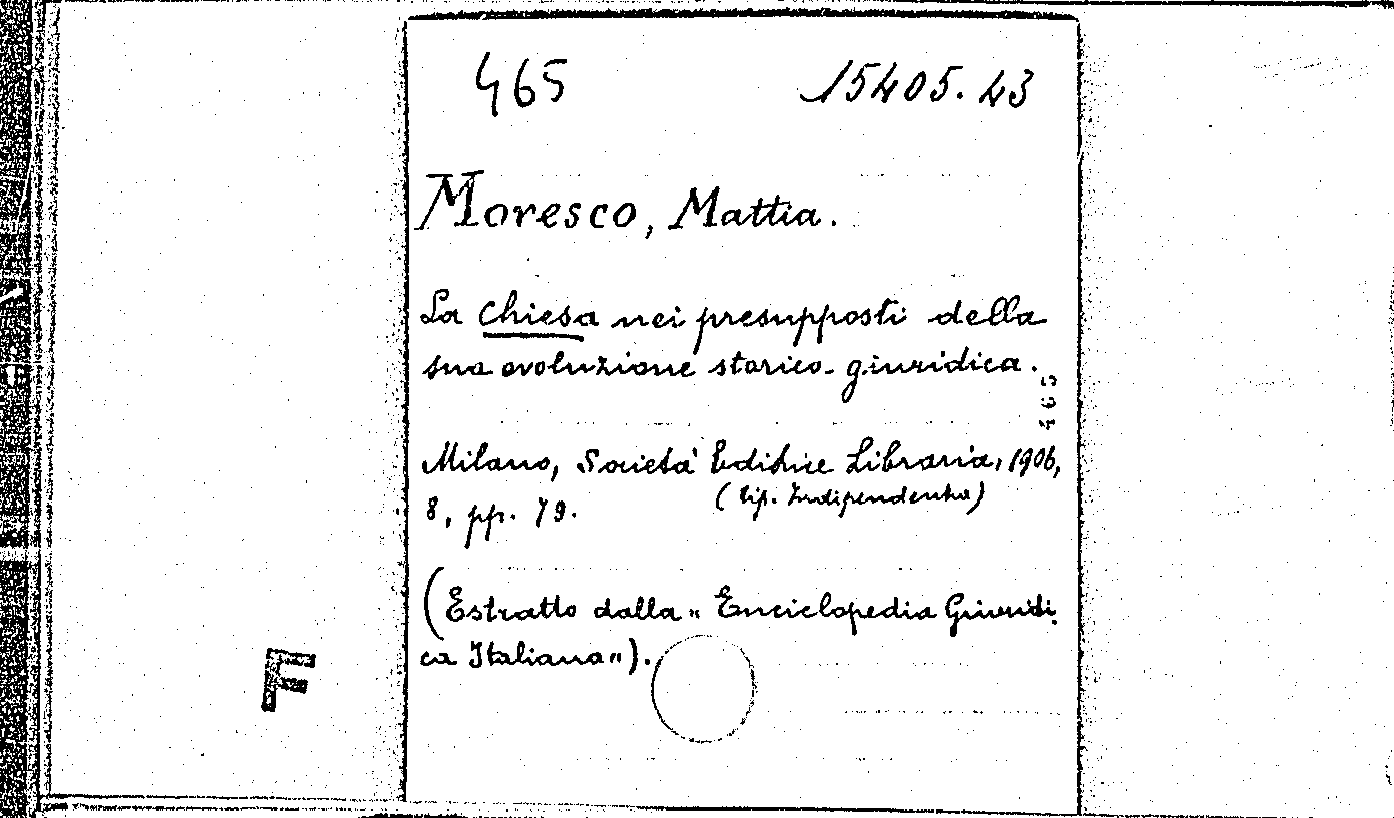 465 15405.43
Moresco, Mattia.
La Chiesa nei presupposti della
sua evoluzione storico-giuridica.
465
Milano, Società Editrice Libraria, 1906,
(tip. Indipendenza)
8, pp. 79.
(Estratto dalla „Enciclopedia Giuridi-
ca Italiana").
F